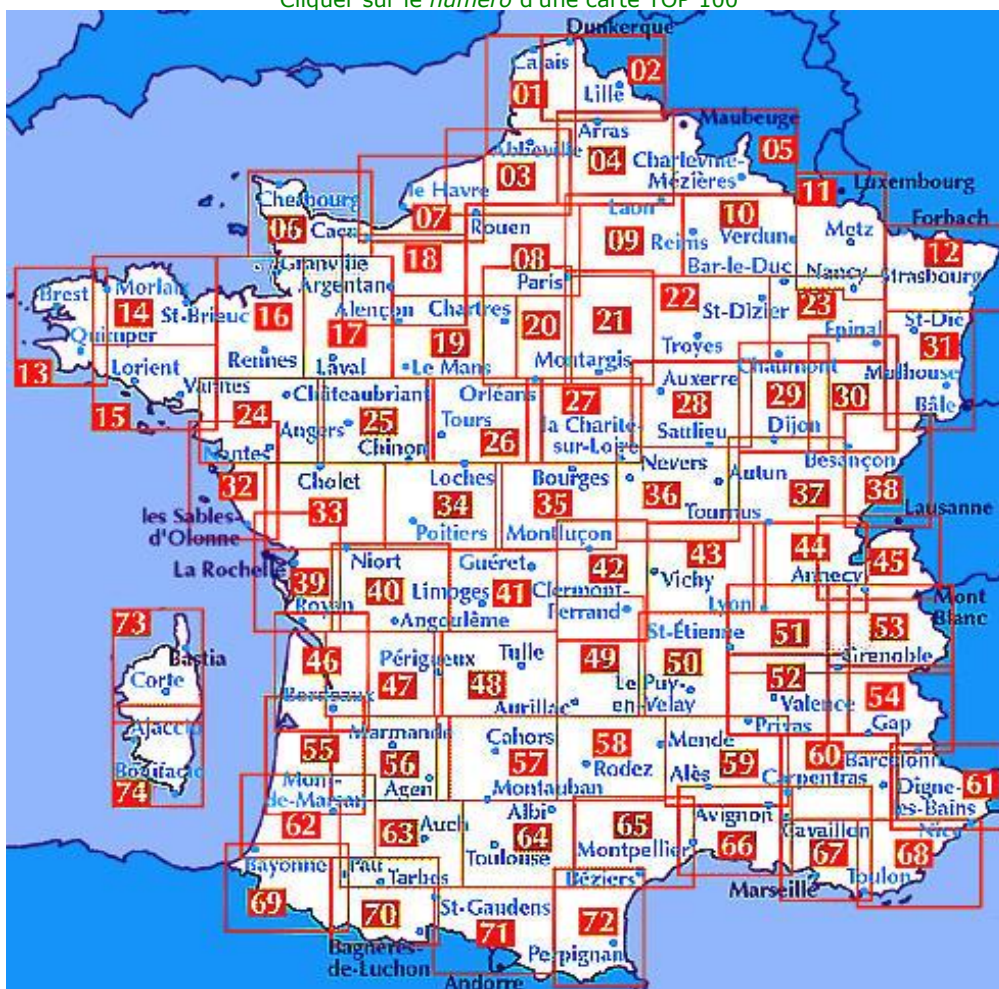 Cliquer sur le numéro d'une carte TOP 100
Dunkerque
Calais
02
01
Lille
Maubeuge
Arras
Abbeville
04
05
Charleville-
Mézières
03
11
Luxembourg
Cherbourg
le Havre
07
Laon
10
Forbach
06
Caen
Rouen
09
Reims
Verdun
Metz
12
Granville
18
08
Bar-le-Duc
Nancy
Strasbourg
Argentan
Paris
Brest
Morlaix
14
St-Brieuc
16
Alençon
Chartres
22
St-Dizier
23
St-Dié
17
20
21
Epinal
31
Quimper
Rennes
19
Troyes
13
Laval
Le Mans
Montargis
Chaumont
Mulhouse
Lorient
Vannes
Auxerre
29
30
15
Châteaubriant
Orléans
27
28
Bâle
24
25
Tours
la Charité-
sur-Loire
Dijon
Angers
26
Saulieu
Nantes
Chinon
Nevers
Autun
Besançon
32
Cholet
Loches
Bourges
36
37
38
33
34
35
Tournus
Lausanne
les Sables-
d'Olonne
Poitiers
Montluçon
44
45
La Rochelle
Niort
Guéret
42
43
Annecy
39
40
Limoges
41
Clermont-
Ferrand
Vichy
Mont
Blanc
Royan
Angoulême
Lyon
73
St-Étienne
51
53
Bastia
46
Périgueux
Tulle
49
50
Grenoble
Corte
47
48
Le Puy-
en-Velay
52
54
Bordeaux
Aurillac
Valence
Ajaccio
Marmande
Cahors
58
Mende
Privas
Gap
55
56
57
Rodez
59
60
Barcelonn
Bonifacio
74
Mont-
de-Marsan
Agen
Montauban
Alès
Carpentras
Digne-
les-Bains
61
62
63
Auch
Albi
65
Avignon
Cavaillon
Nice
Toulouse
64
Montpellier
66
67
68
Bayonne
Pau
Tarbes
Béziers
Marseille
Toulon
69
70
St-Gaudens
71
72
Bagnères-
de-Luchon
Perpignan
Andorre